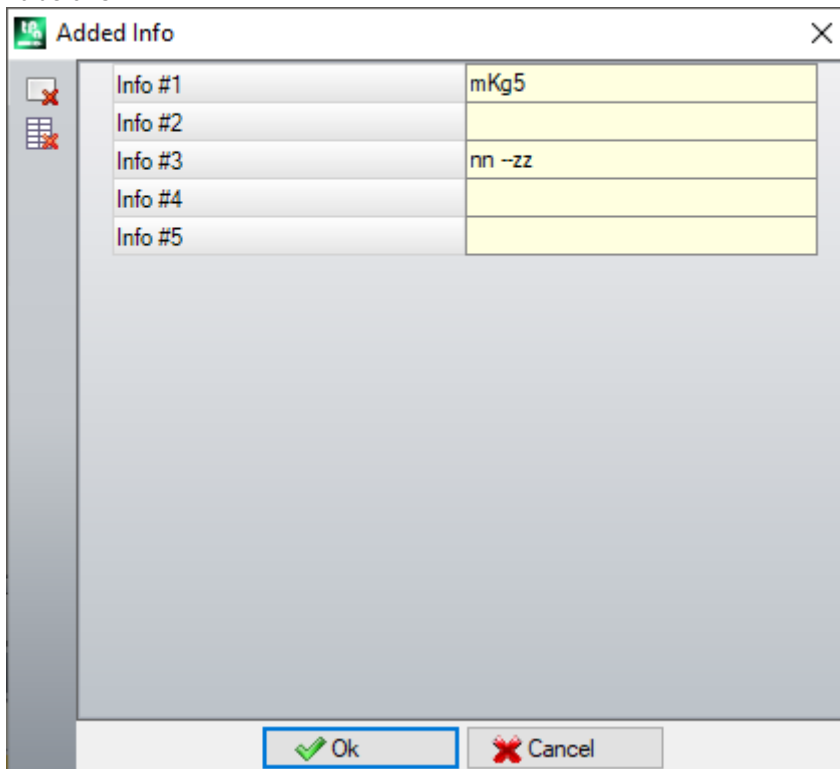 Added Info
Info #1 mKg5
Info #2
Info #3 nn --zz
Info #4
Info #5
Ok Cancel